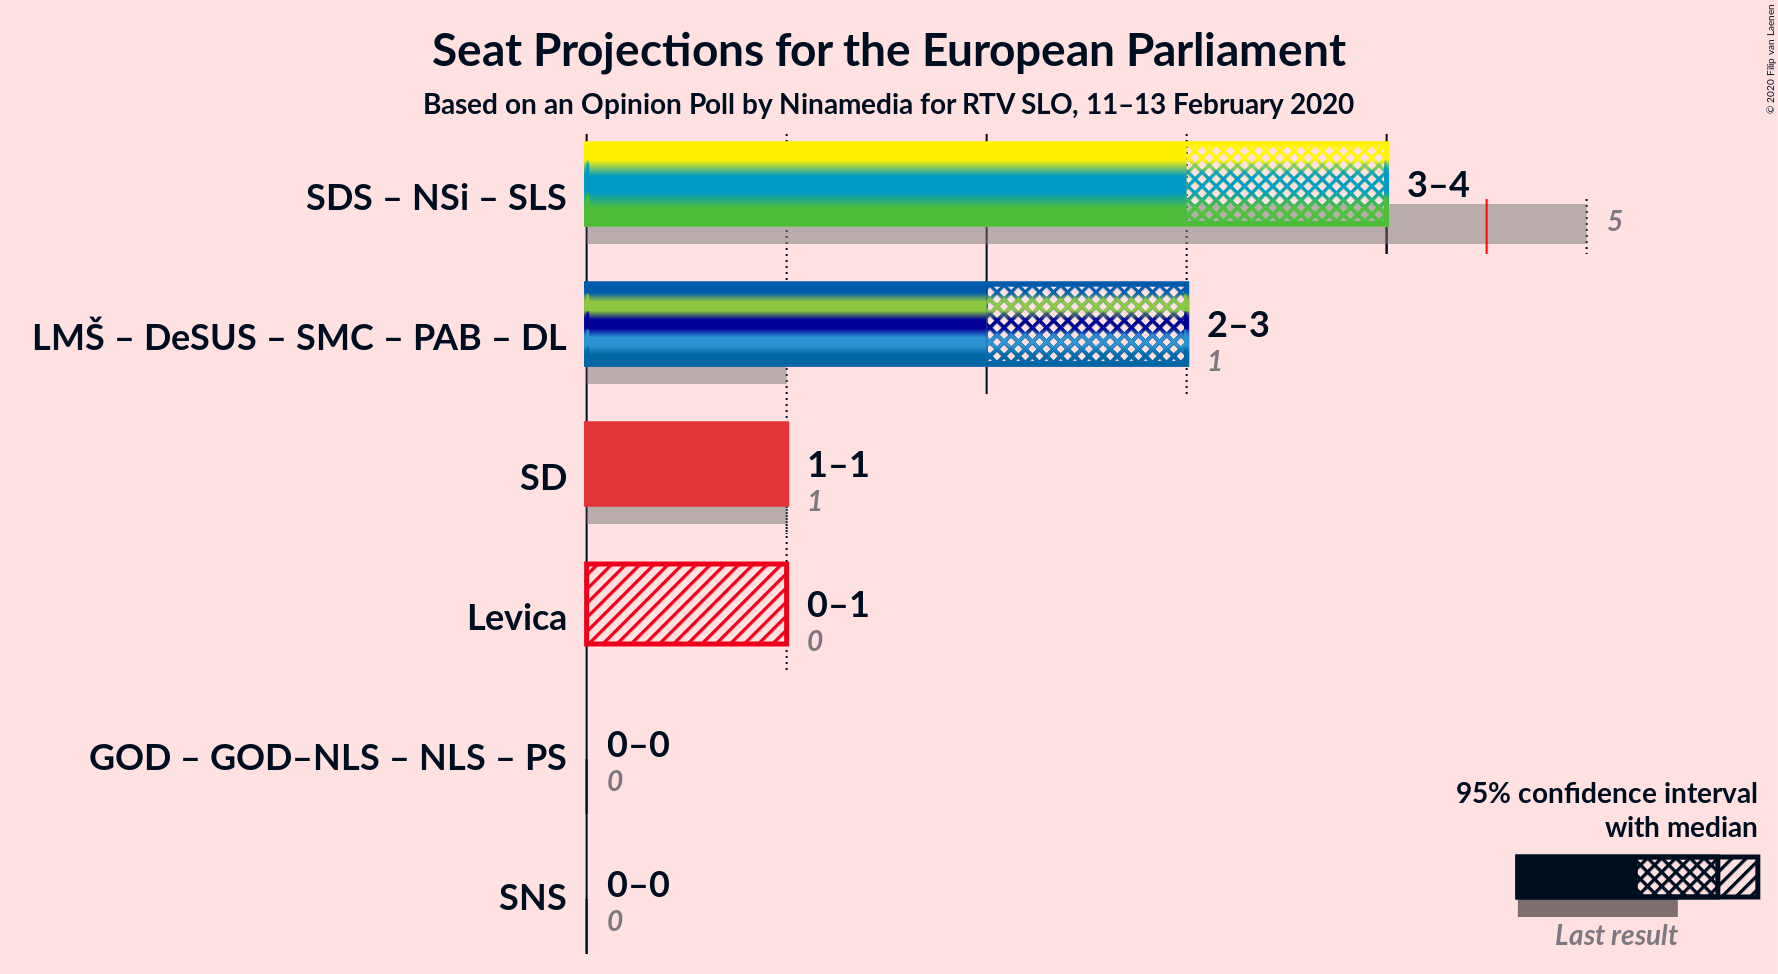 Seat Projections for the European Parliament
Based on an Opinion Poll by Ninamedia for RTV SLO, 11–13 February 2020
© 2020 Filip van Laenen
SDS – NSi – SLS
3–4
5
LMŠ – DeSUS – SMC – PAB – DL
2–3
1
SD
1–1
1
Levica
0–1
0
GOD – GOD–NLS – NLS – PS
0–0
0
SNS
0–0
0
95% confidence interval
with median
Last result